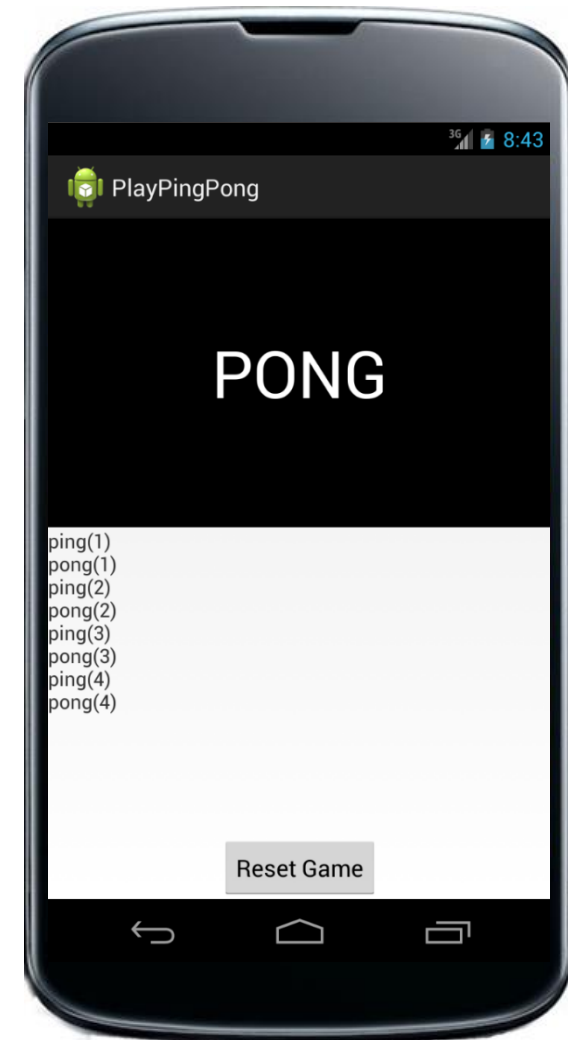 3G 8:43
PlayPingPong
PONG
ping(1)
pong(1)
ping(2)
pong(2)
ping(3)
pong(3)
ping(4)
pong(4)
Reset Game